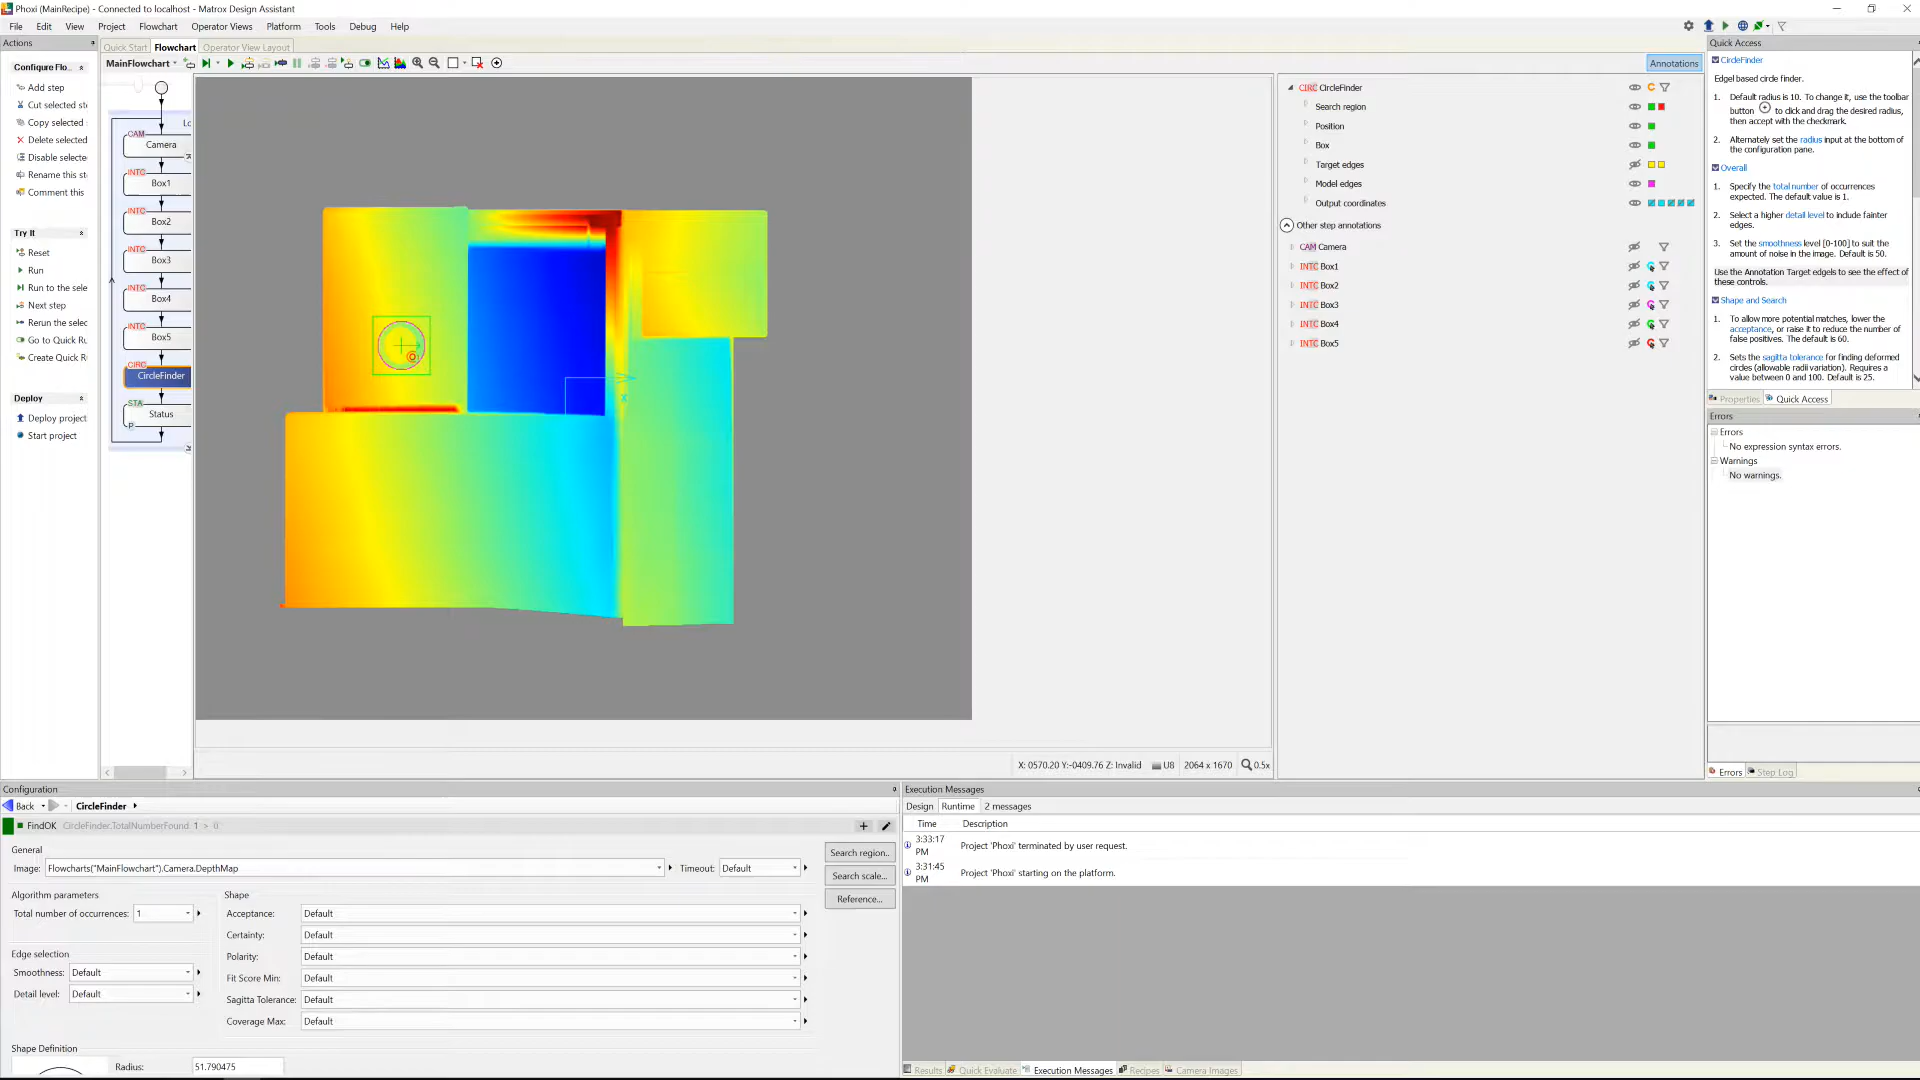 Phoxi (MainRecipe) - Connected to localhost - Matrox Design Assistant
File Edit View Project Flowchart Operator Views Platform Tools Debug Help
Actions
Quick Start Flowchart Operator View Layout
MainFlowchart
Annotations
Configure Flo...
Add step
Cut selected ste
Copy selected
Delete selected
Disable selecte
Rename this st
Comment this
Try It
Reset
Run
Run to the sele
Next step
Rerun the selec
Go to Quick Ru
Create Quick R
Deploy
Deploy project
Start project
Lc
CAM
Camera
INTC
Box1
INTC
Box2
INTC
Box3
INTC
Box4
INTC
Box5
CIRC
CircleFinder
STA
Status
P
X
X: 0570.20 Y:-0409.76 Z: Invalid U8 2064 x 1670 0.5x
CIRC CircleFinder
Search region
Position
Box
Target edges
Model edges
Output coordinates
Other step annotations
CAM Camera
INTC Box1
INTC Box2
INTC Box3
INTC Box4
INTC Box5
Quick Access
CircleFinder
Edgel based circle finder.
1. Default radius is 10. To change it, use the toolbar
button to click and drag the desired radius,
then accept with the checkmark.
2. Alternately set the radius input at the bottom of
the configuration pane.
Overall
1. Specify the total number of occurrences
expected. The default value is 1.
2. Select a higher detail level to include fainter
edges.
3. Set the smoothness level [0-100] to suit the
amount of noise in the image. Default is 50.
Use the Annotation Target edgels to see the effect of
these controls.
Shape and Search
1. To allow more potential matches, lower the
acceptance, or raise it to reduce the number of
false positives. The default is 60.
2. Sets the sagitta tolerance for finding deformed
circles (allowable radii variation). Requires a
value between 0 and 100. Default is 25.
Properties Quick Access
Errors
Errors
No expression syntax errors.
Warnings
No warnings.
Errors Step Log
Configuration
Back CircleFinder
FindOK CircleFinder.TotalNumberFound 1 > 0
General
Image: Flowcharts("MainFlowchart").Camera.DepthMap Timeout: Default
Search region..
Search scale...
Reference...
Algorithm parameters
Total number of occurrences: 1
Edge selection
Smoothness: Default
Detail level: Default
Shape
Acceptance: Default
Certainty: Default
Polarity: Default
Fit Score Min: Default
Sagitta Tolerance: Default
Coverage Max: Default
Shape Definition
Radius: 51.790475
Execution Messages
Design Runtime 2 messages
Time Description
3:33:17 PM Project 'Phoxi' terminated by user request.
3:31:45 PM Project 'Phoxi' starting on the platform.
Results Quick Evaluate Execution Messages Recipes Camera Images